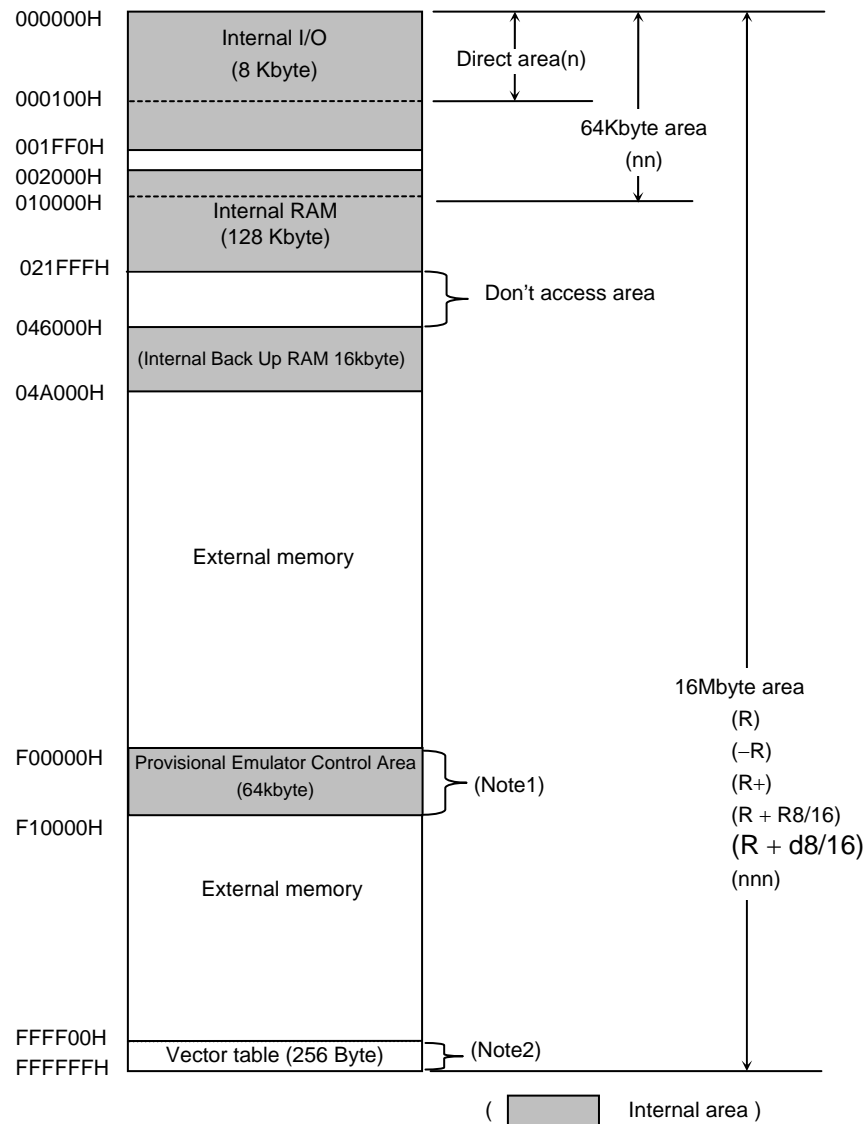 000000H
Internal I/O
(8 Kbyte)
Direct area(n)
000100H
64Kbyte area
(nn)
001FF0H
002000H
010000H
Internal RAM
(128 Kbyte)
021FFFH
Don’t access area
046000H
(Internal Back Up RAM 16kbyte)
04A000H
External memory
16Mbyte area
(R)
(−R)
(R+)
(R + R8/16)
(R + d8/16)
(nnn)
F00000H
Provisional Emulator Control Area
(64kbyte)
(Note1)
F10000H
External memory
FFFF00H
Vector table (256 Byte)
(Note2)
FFFFFFH
( Internal area )